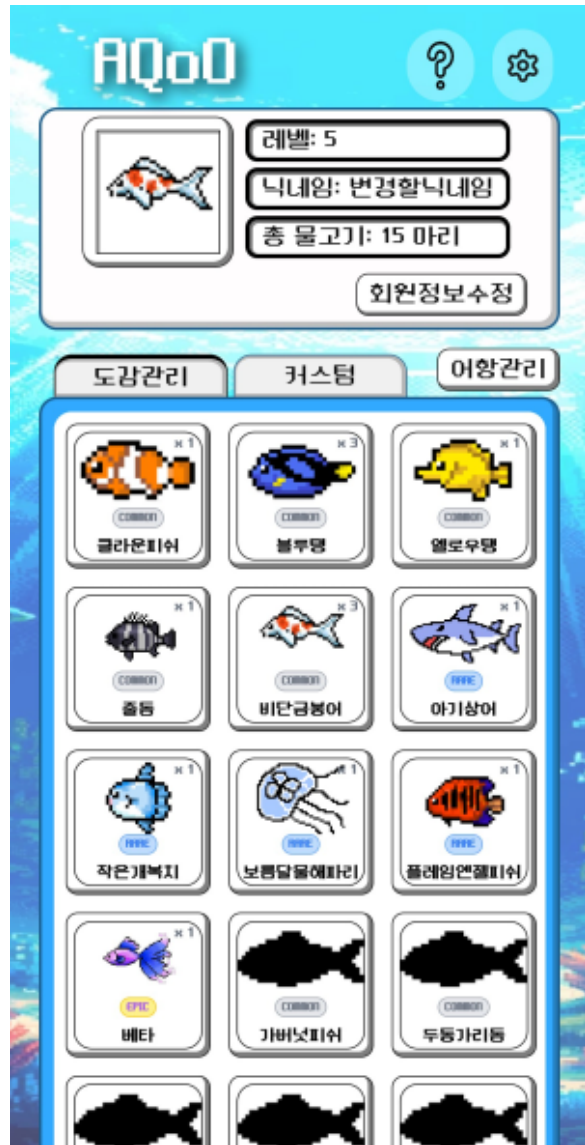 AQoO
레벨: 5
닉네임: 변경할닉네임
총 물고기: 15 마리
회원정보수정
도감관리 커스텀 어항관리
x 1 x 3 x 1
COMMON COMMON COMMON
클라운피쉬 블루탱 옐로우탱
x 1 x 3 x 1
COMMON COMMON RARE
줄돔 비단금붕어 아기상어
x 1 x 1 x 1
RARE RARE RARE
작은개복치 보름달물해파리 플레임엔젤피쉬
x 1
EPIC COMMON COMMON
베타 가버넛피쉬 두동가리돔